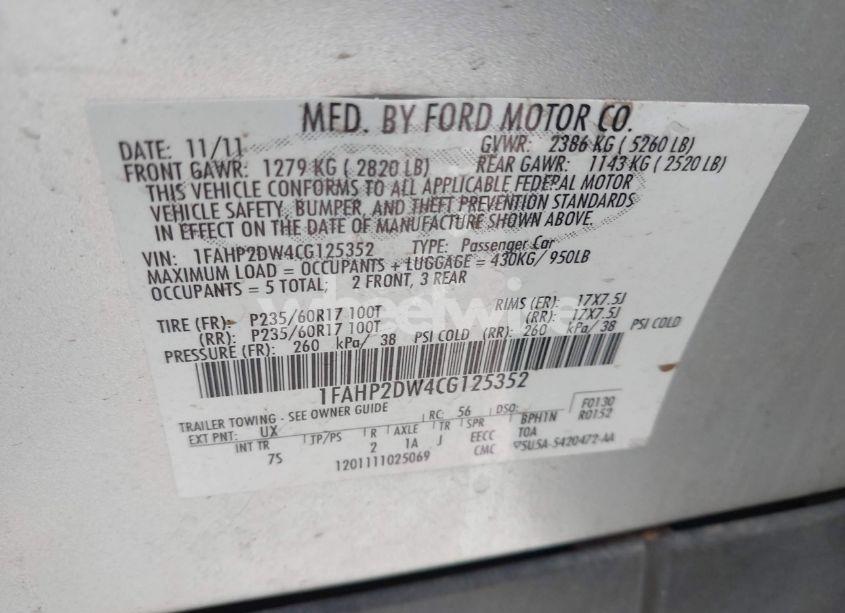 MFD. BY FORD MOTOR CO.
DATE: 11/11 GVWR: 2386 KG ( 5260 LB)
FRONT GAWR: 1279 KG ( 2820 LB) REAR GAWR: 1143 KG ( 2520 LB)
THIS VEHICLE CONFORMS TO ALL APPLICABLE FEDERAL MOTOR
VEHICLE SAFETY, BUMPER, AND THEFT PREVENTION STANDARDS
IN EFFECT ON THE DATE OF MANUFACTURE SHOWN ABOVE.
VIN: 1FAHP2DW4CG125352 TYPE: Passenger Car
MAXIMUM LOAD = OCCUPANTS + LUGGAGE = 430KG/ 950LB
OCCUPANTS = 5 TOTAL; 2 FRONT, 3 REAR
wheelwire
TIRE (FR): P235/60R17 100T RIMS (FR): 17X7.5J
(RR): P235/60R17 100T (RR): 17X7.5J
PRESSURE (FR): 260 kPa/ 38 PSI COLD (RR): 260 kPa/ 38 PSI COLD
1FAHP2DW4CG125352
TRAILER TOWING - SEE OWNER GUIDE RC: 56 DSO: F0130
EXT PNT: UX BPH1N R0152
INT TR TP/PS R AXLE TR SPR TOA
7S 2 1A J EECC 5U5A-5420472-AA
1201111025069 CMC